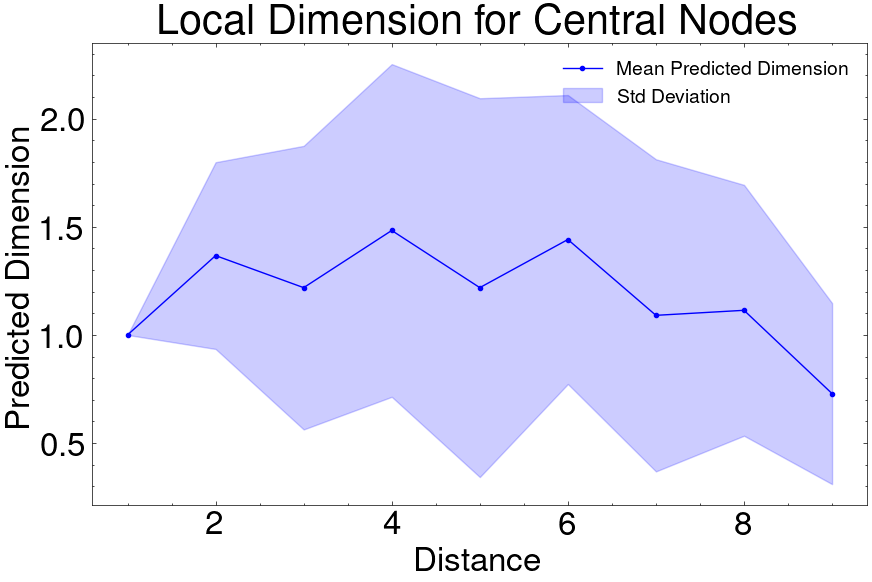 Local Dimension for Central Nodes
Mean Predicted Dimension
Std Deviation
Predicted Dimension
2.0
1.5
1.0
0.5
2
4
6
8
Distance